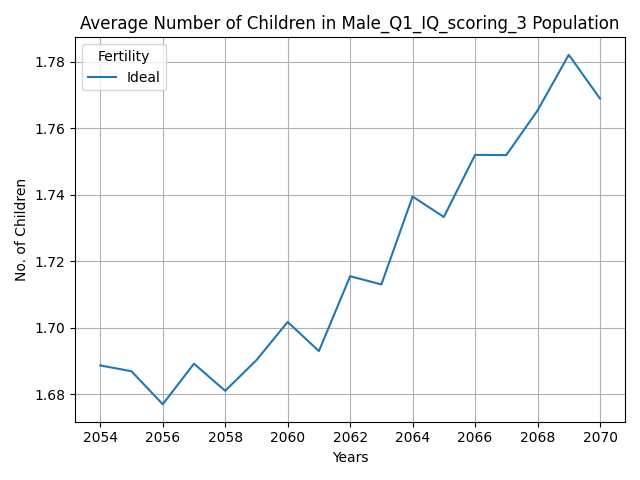 Average Number of Children in Male_Q1_IQ_scoring_3 Population
Fertility
Ideal
1.78
1.76
1.74
1.72
1.70
1.68
No. of Children
2054 2056 2058 2060 2062 2064 2066 2068 2070
Years